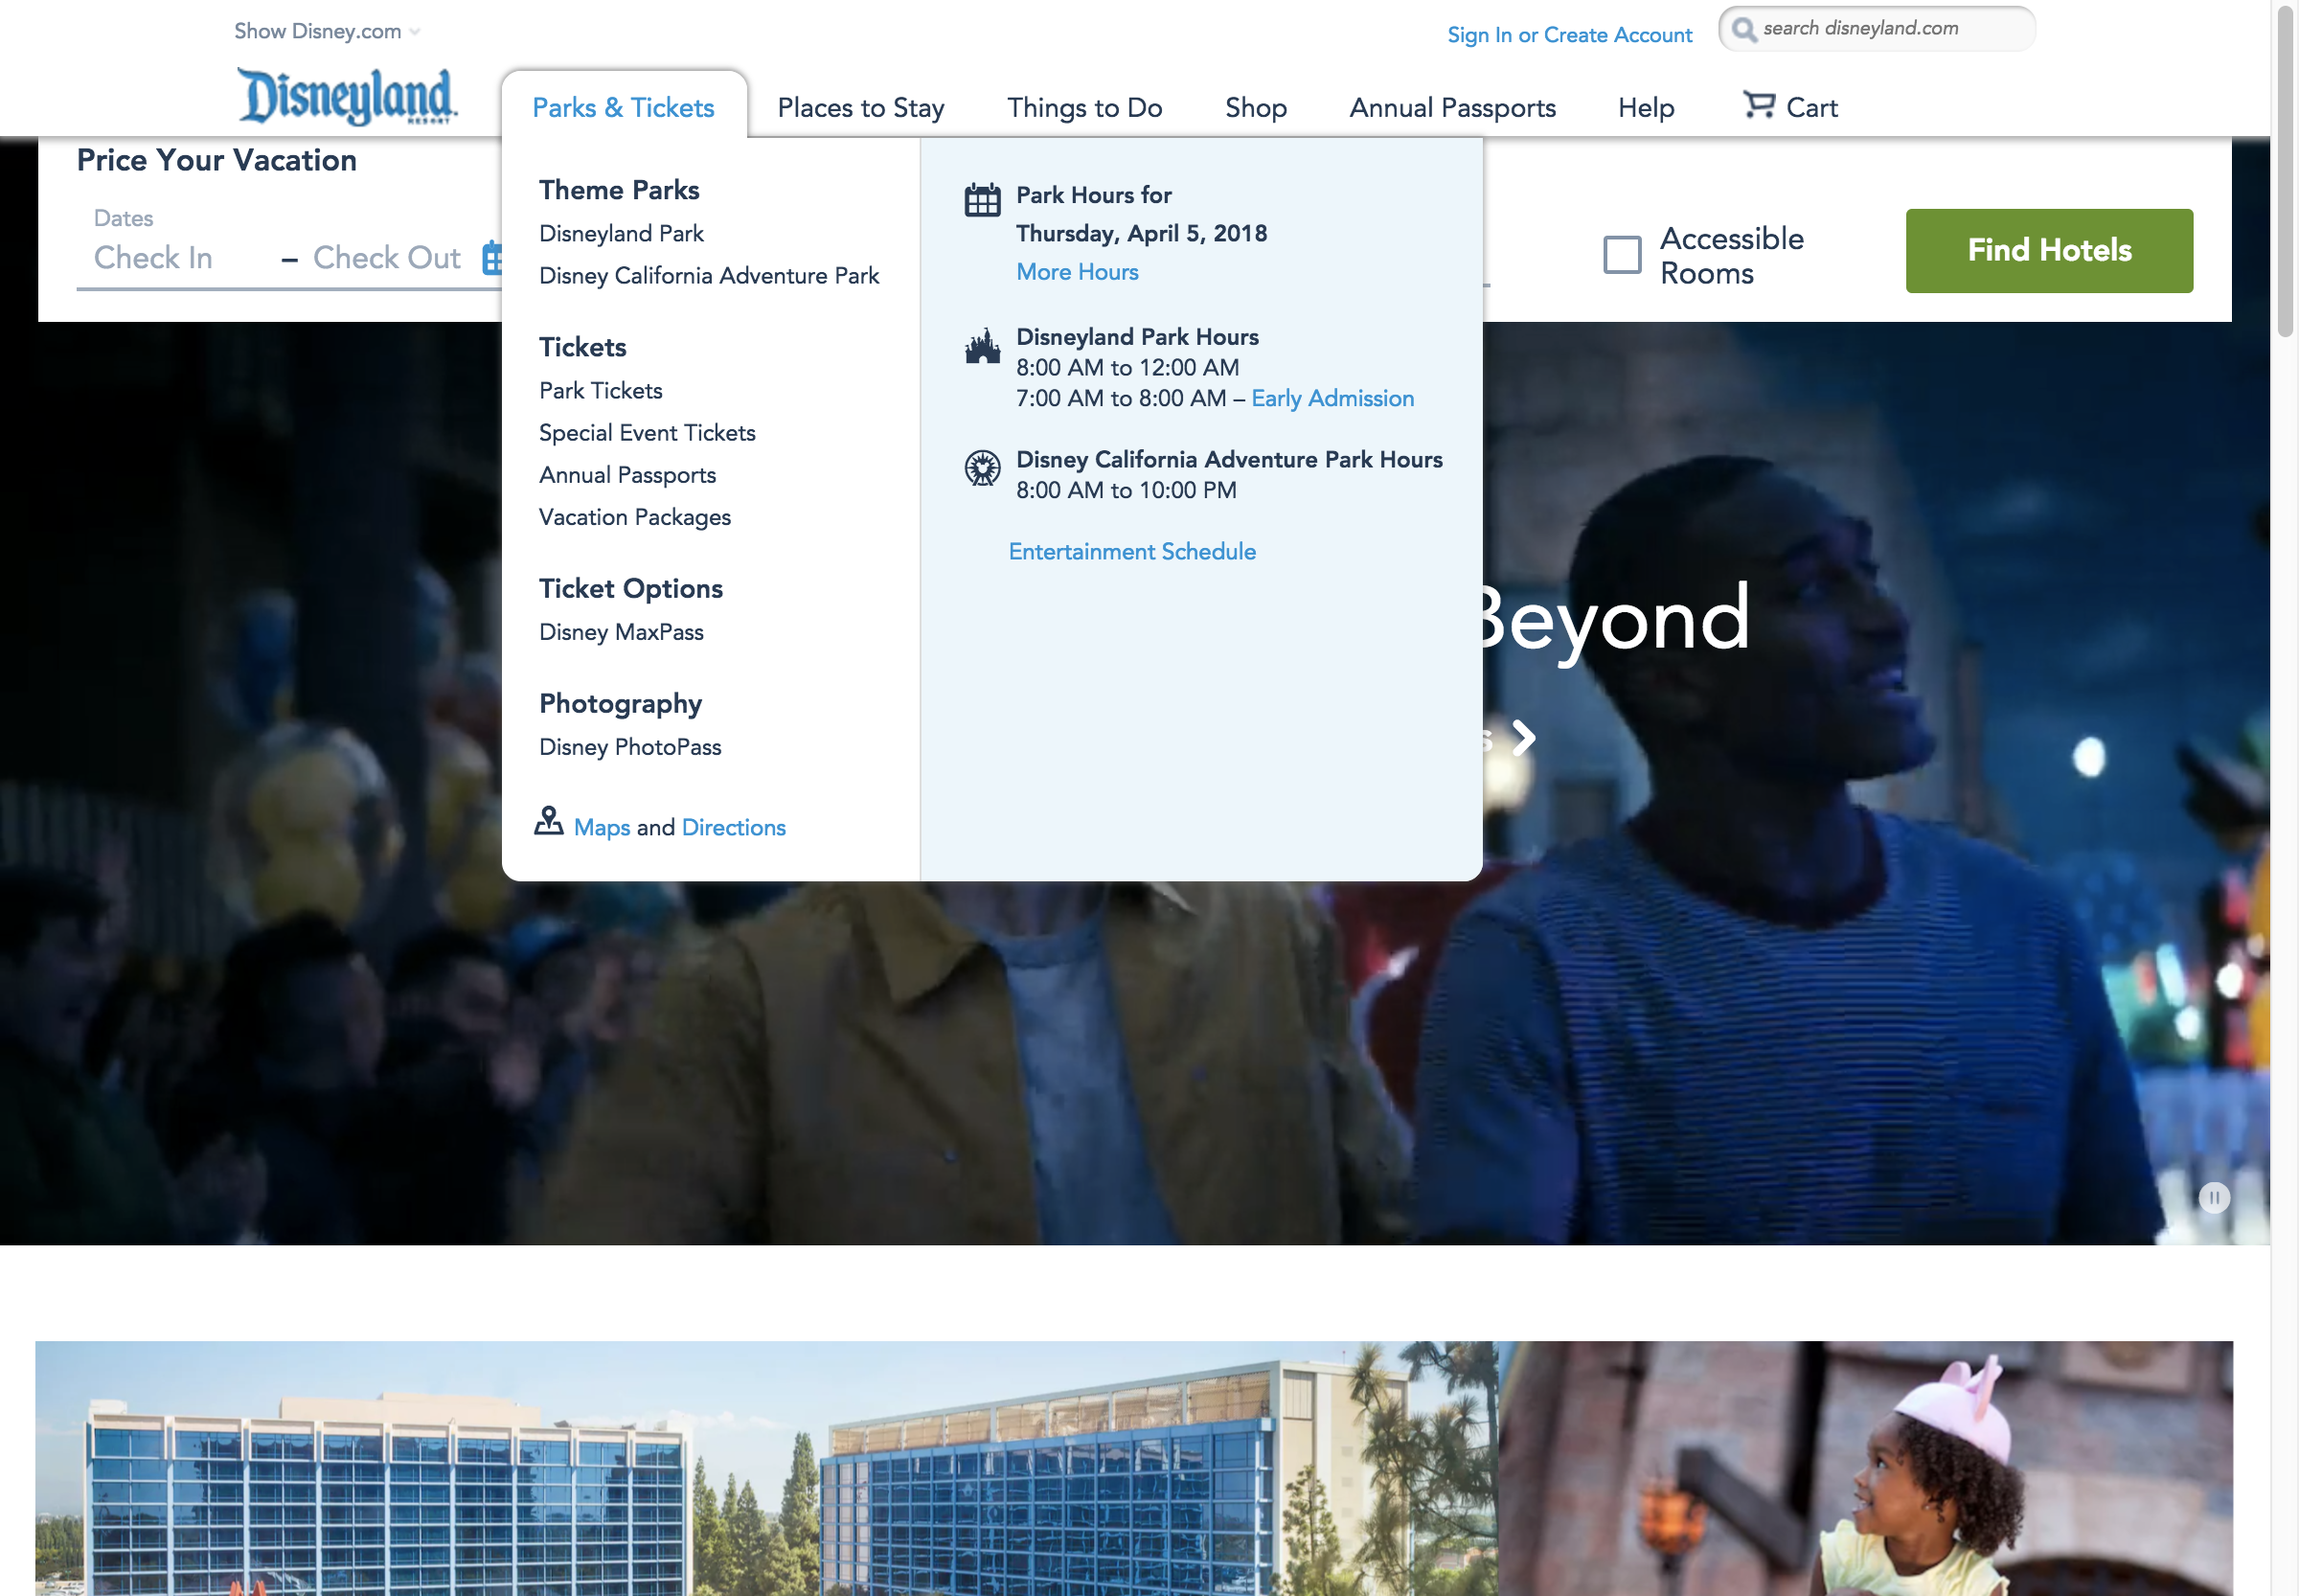 Show Disney.com
Sign In or Create Account
search disneyland.com
Disneyland
RESORT
Parks & Tickets
Places to Stay
Things to Do
Shop
Annual Passports
Help
Cart
Price Your Vacation
Dates
Check In – Check Out
Accessible
Rooms
Find Hotels
Theme Parks
Disneyland Park
Disney California Adventure Park
Tickets
Park Tickets
Special Event Tickets
Annual Passports
Vacation Packages
Ticket Options
Disney MaxPass
Photography
Disney PhotoPass
Maps and Directions
Park Hours for
Thursday, April 5, 2018
More Hours
Disneyland Park Hours
8:00 AM to 12:00 AM
7:00 AM to 8:00 AM – Early Admission
Disney California Adventure Park Hours
8:00 AM to 10:00 PM
Entertainment Schedule
Beyond